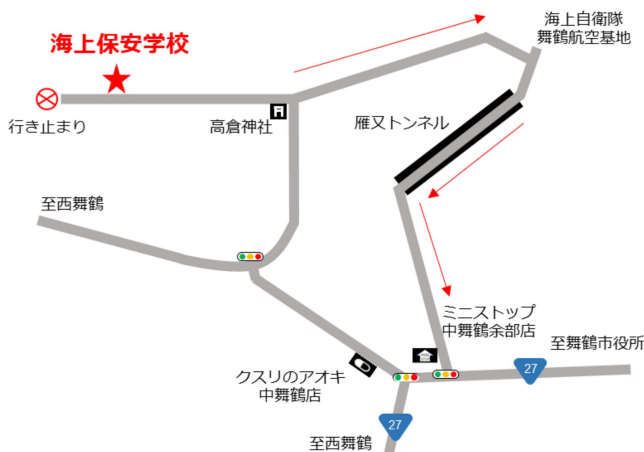 海上自衛隊
舞鶴航空基地
海上保安学校
行き止まり
高倉神社
雁又トンネル
至西舞鶴
ミニストップ
中舞鶴余部店
至舞鶴市役所
クスリのアオキ
中舞鶴店
27
27
至西舞鶴